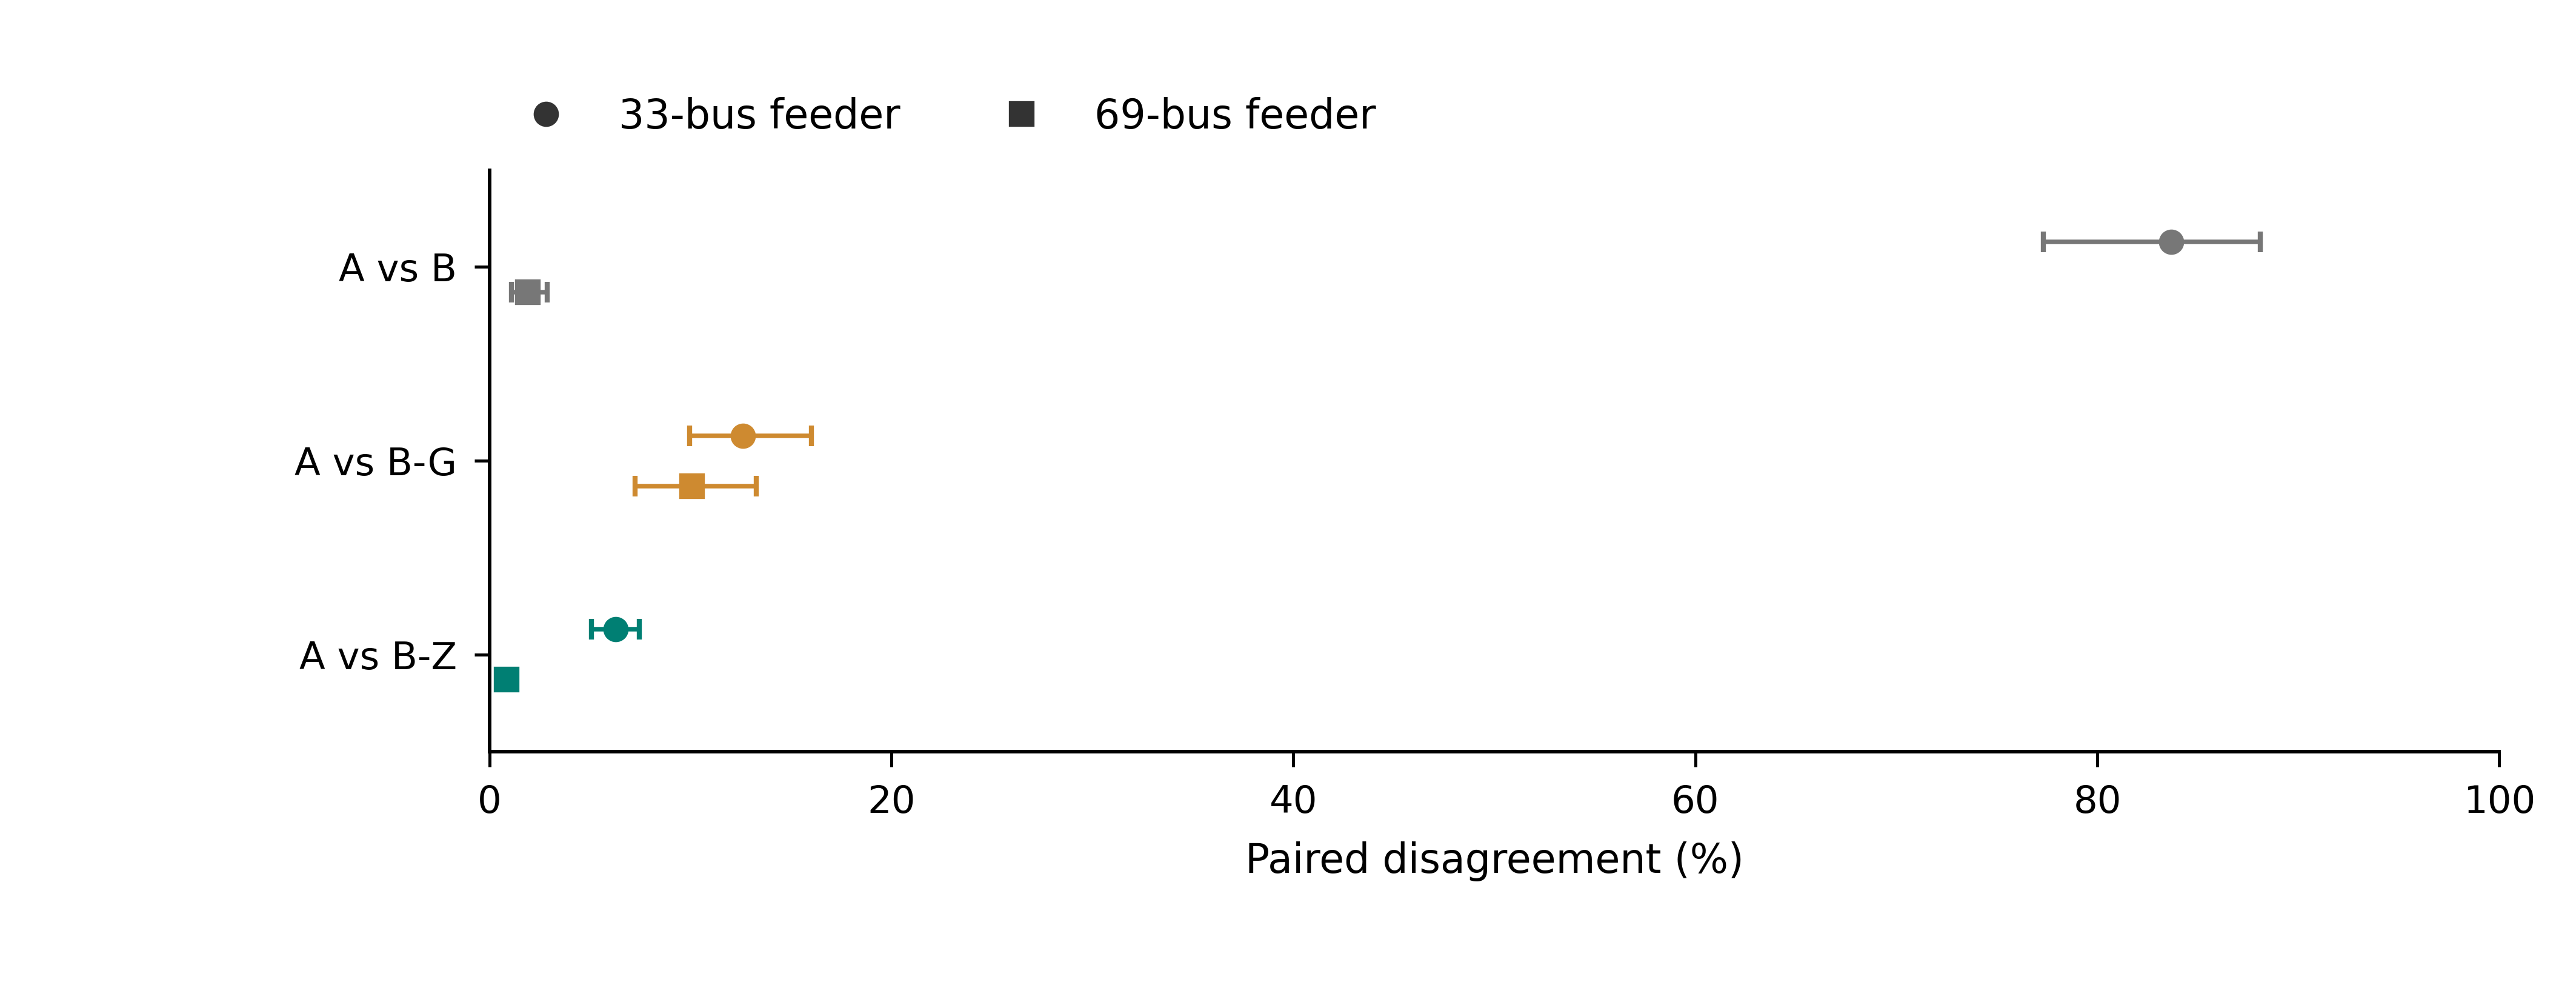 33-bus feeder 69-bus feeder
A vs B
A vs B-G
A vs B-Z
0 20 40 60 80 100
Paired disagreement (%)